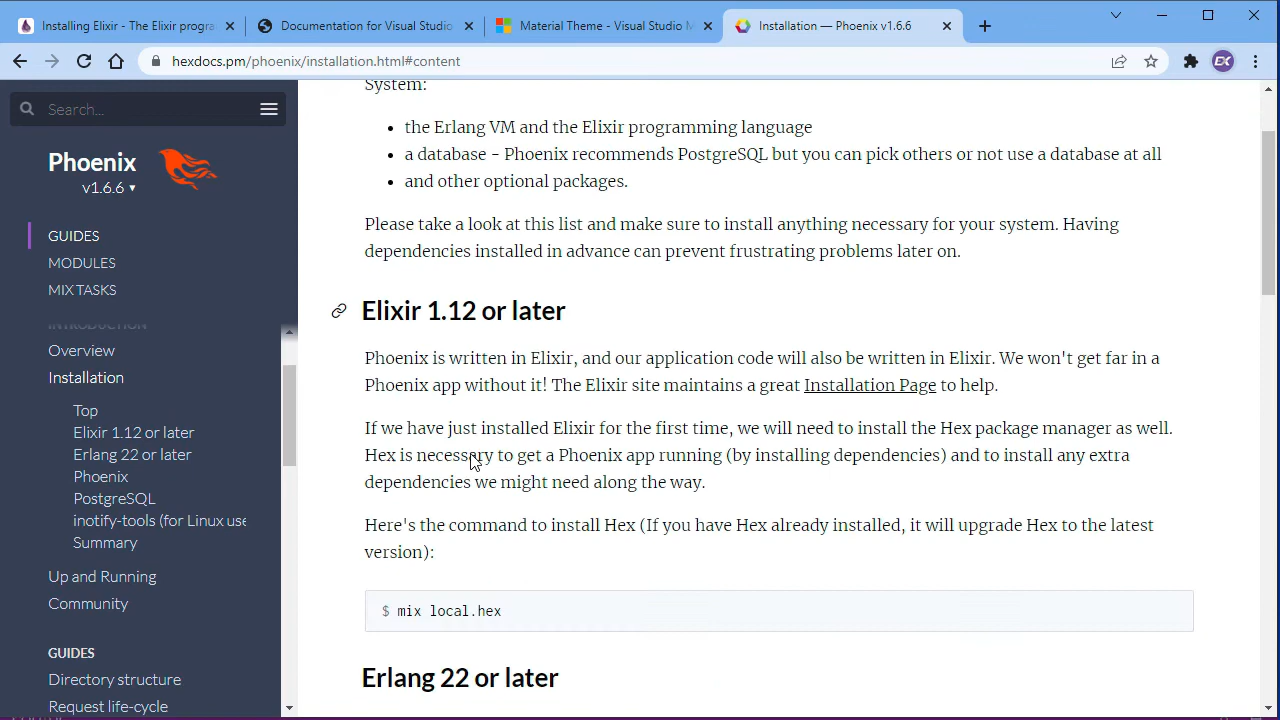 Installing Elixir - The Elixir progra
Documentation for Visual Studio
Material Theme - Visual Studio M
Installation — Phoenix v1.6.6
hexdocs.pm/phoenix/installation.html#content
EX
Search...
Phoenix
v1.6.6
GUIDES
MODULES
MIX TASKS
INTRODUCTION
Overview
Installation
Top
Elixir 1.12 or later
Erlang 22 or later
Phoenix
PostgreSQL
inotify-tools (for Linux use
Summary
Up and Running
Community
GUIDES
Directory structure
Request life-cycle
System:
• the Erlang VM and the Elixir programming language
• a database - Phoenix recommends PostgreSQL but you can pick others or not use a database at all
• and other optional packages.
Please take a look at this list and make sure to install anything necessary for your system. Having
dependencies installed in advance can prevent frustrating problems later on.
Elixir 1.12 or later
Phoenix is written in Elixir, and our application code will also be written in Elixir. We won't get far in a
Phoenix app without it! The Elixir site maintains a great Installation Page to help.
If we have just installed Elixir for the first time, we will need to install the Hex package manager as well.
Hex is necessary to get a Phoenix app running (by installing dependencies) and to install any extra
dependencies we might need along the way.
Here's the command to install Hex (If you have Hex already installed, it will upgrade Hex to the latest
version):
$ mix local.hex
Erlang 22 or later